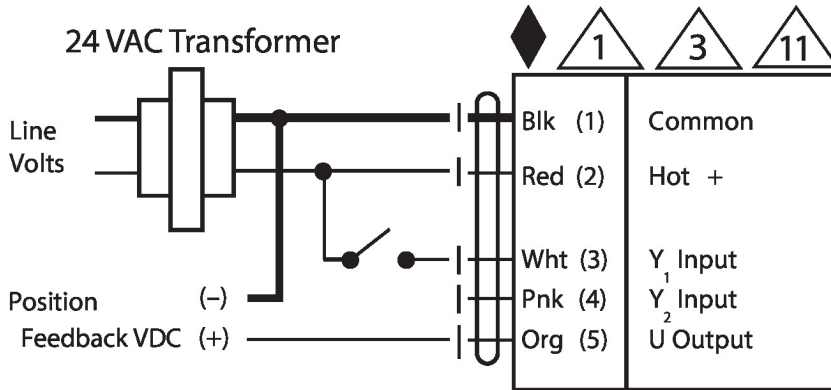 24 VAC Transformer
1 3 11
Line
Volts
Blk (1) Common
Red (2) Hot +
Wht (3) Y1 Input
Position (–)
Pnk (4) Y2 Input
Feedback VDC (+)
Org (5) U Output